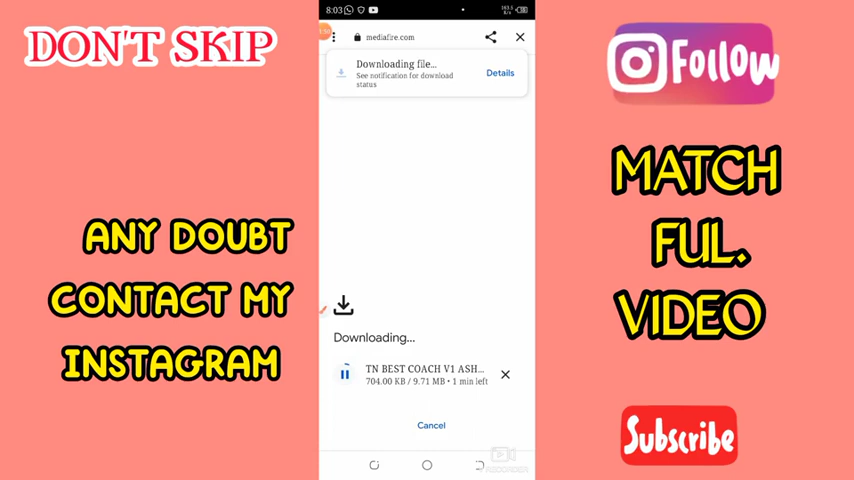 DON'T SKIP
ANY DOUBT
CONTACT MY
INSTAGRAM
8:03
mediafire.com
Downloading file...
See notification for download
status
Details
Downloading...
TN BEST COACH V1 ASH...
704.00 KB / 9.71 MB • 1 min left
Cancel
RECORDER
Follow
MATCH
FUL.
VIDEO
Subscribe